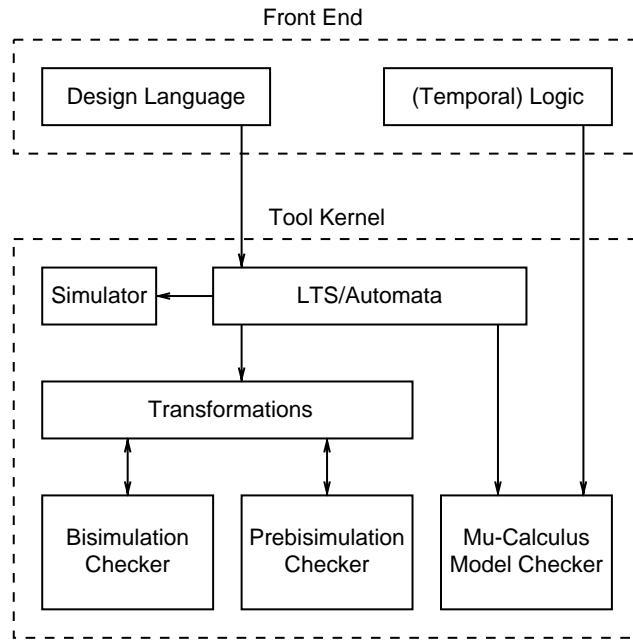 Front End
Design Language
(Temporal) Logic
Tool Kernel
Simulator
LTS/Automata
Transformations
Bisimulation
Checker
Prebisimulation
Checker
Mu-Calculus
Model Checker